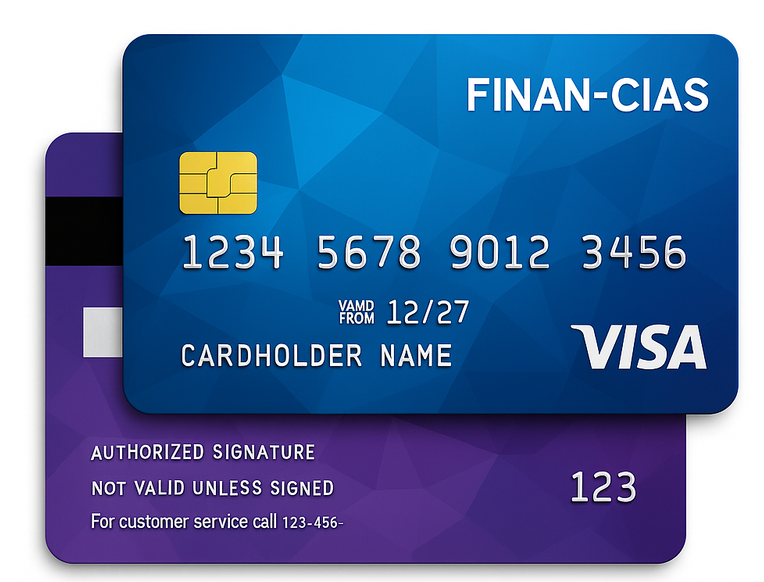 FINAN-CIAS
1234 5678 9012 3456
VAMD
FROM 12/27
CARDHOLDER NAME
VISA
AUTHORIZED SIGNATURE
NOT VALID UNLESS SIGNED
123
For customer service call 123-456-